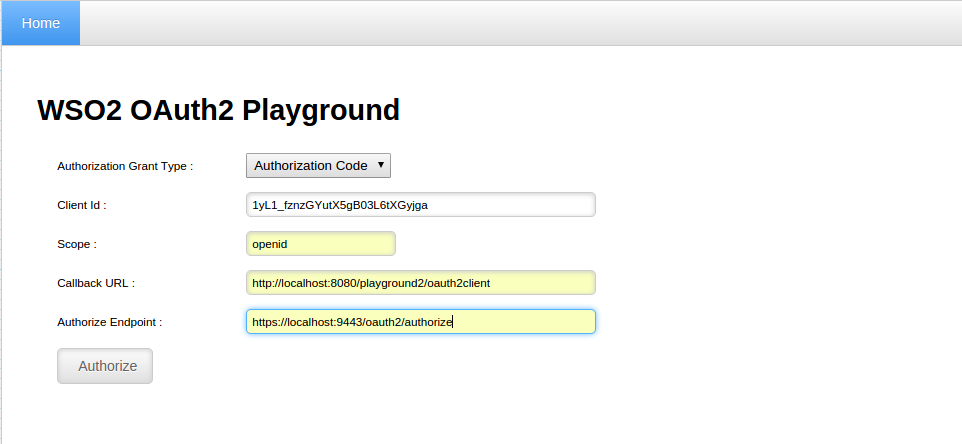 Home
WSO2 OAuth2 Playground
Authorization Grant Type : Authorization Code
Client Id : 1yL1_fznzGYutX5gB03L6tXGyjga
Scope : openid
Callback URL : http://localhost:8080/playground2/oauth2client
Authorize Endpoint : https://localhost:9443/oauth2/authorize
Authorize